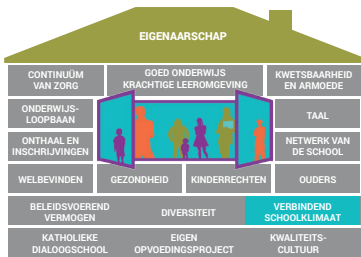 EIGENAARSCHAP
CONTINUÜM
VAN ZORG
GOED ONDERWIJS
KRACHTIGE LEEROMGEVING
KWETSBAARHEID
EN ARMOEDE
ONDERWIJS-
LOOPBAAN
TAAL
ONTHAAL EN
INSCHRIJVINGEN
NETWERK VAN
DE SCHOOL
WELBEVINDEN
GEZONDHEID
KINDERRECHTEN
OUDERS
BELEIDSVOEREND
VERMOGEN
DIVERSITEIT
VERBINDEND
SCHOOLKLIMAAT
KATHOLIEKE
DIALOOGSCHOOL
EIGEN
OPVOEDINGSPROJECT
KWALITEITS-
CULTUUR